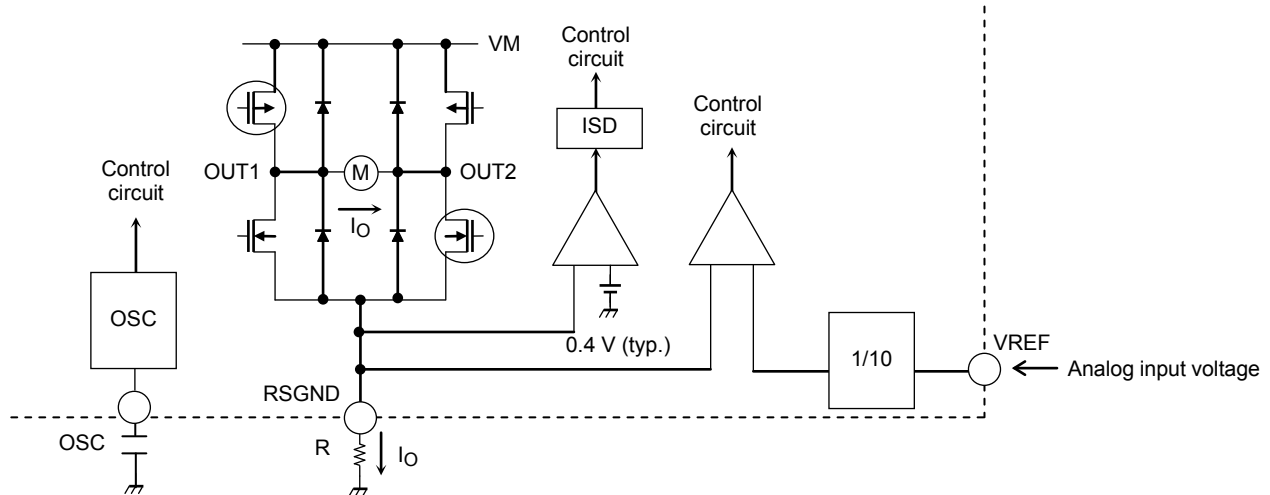 VM
Control
circuit
ISD
Control
circuit
Control
circuit
OUT1
M
OUT2
IO
OSC
0.4 V (typ.)
1/10
VREF
Analog input voltage
RSGND
OSC
R
IO